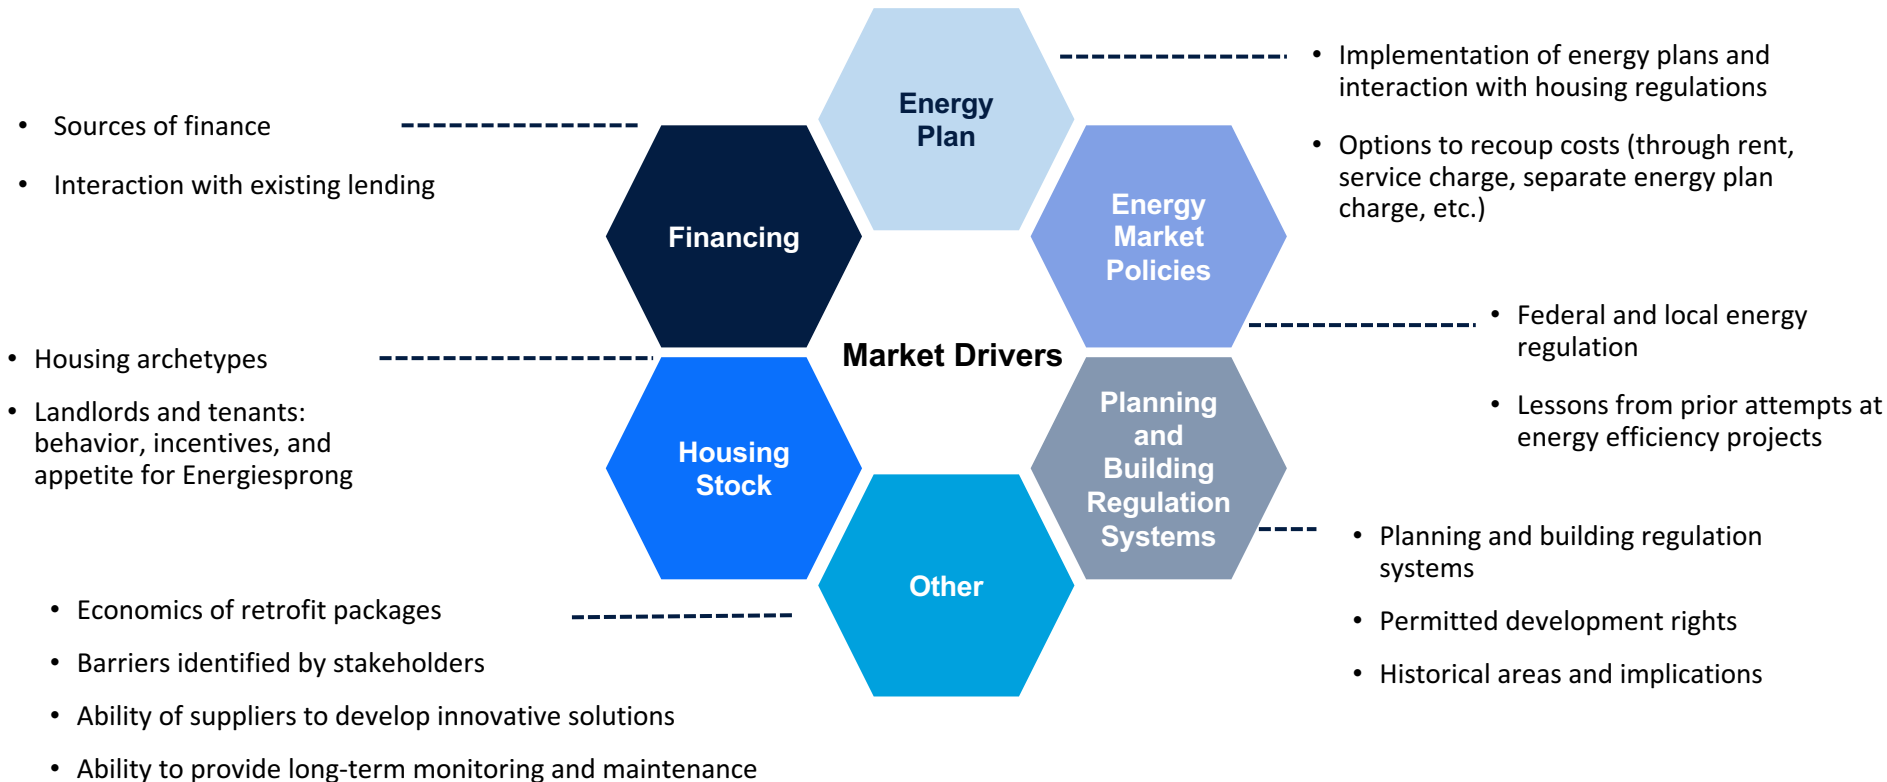 Energy
Plan
• Implementation of energy plans and
interaction with housing regulations
• Options to recoup costs (through rent,
service charge, separate energy plan
charge, etc.)
• Sources of finance
• Interaction with existing lending
Financing
Energy
Market
Policies
• Federal and local energy
regulation
• Lessons from prior attempts at
energy efficiency projects
Market Drivers
• Housing archetypes
• Landlords and tenants:
behavior, incentives, and
appetite for Energiesprong
Housing
Stock
Planning
and
Building
Regulation
Systems
• Planning and building regulation
systems
• Permitted development rights
• Historical areas and implications
Other
• Economics of retrofit packages
• Barriers identified by stakeholders
• Ability of suppliers to develop innovative solutions
• Ability to provide long-term monitoring and maintenance